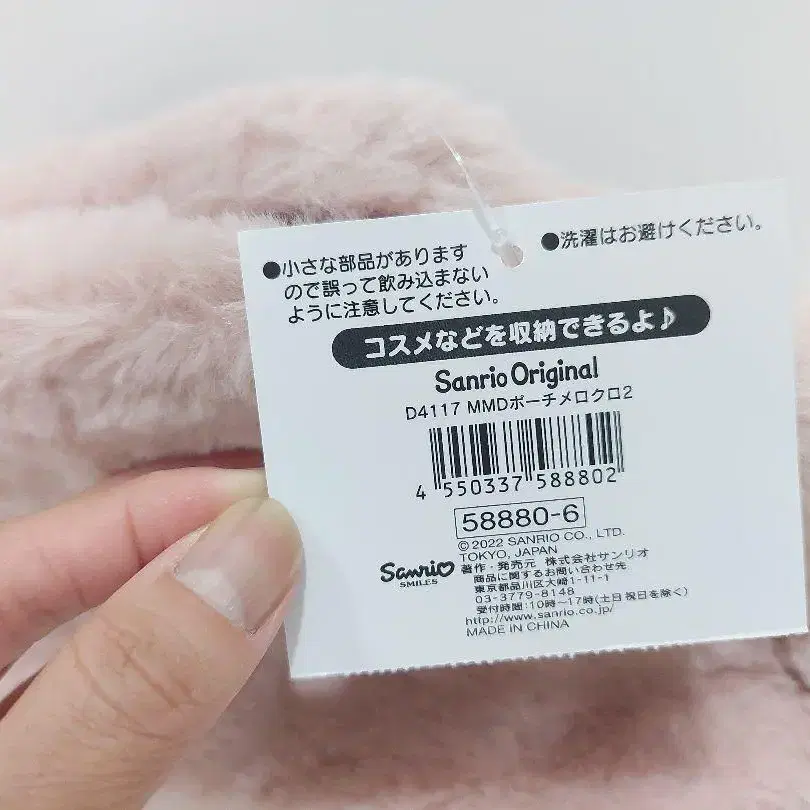 ●小さな部品があります
ので誤って飲み込まない
ように注意してください。
●洗濯はお避けください。
コスメなどを収納できるよ♪
Sanrio Original
D4117 MMDポーチメロクロ2
4 550337 588802
58880-6
© 2022 SANRIO CO., LTD.
TOKYO, JAPAN
Sanrio
SMILES
著作・発売元 株式会社サンリオ
商品に関するお問い合わせ先
東京都品川区大崎1-11-1
03-3779-8148
受付時間:10時〜17時(土日祝日を除く)
http://www.sanrio.co.jp/
MADE IN CHINA